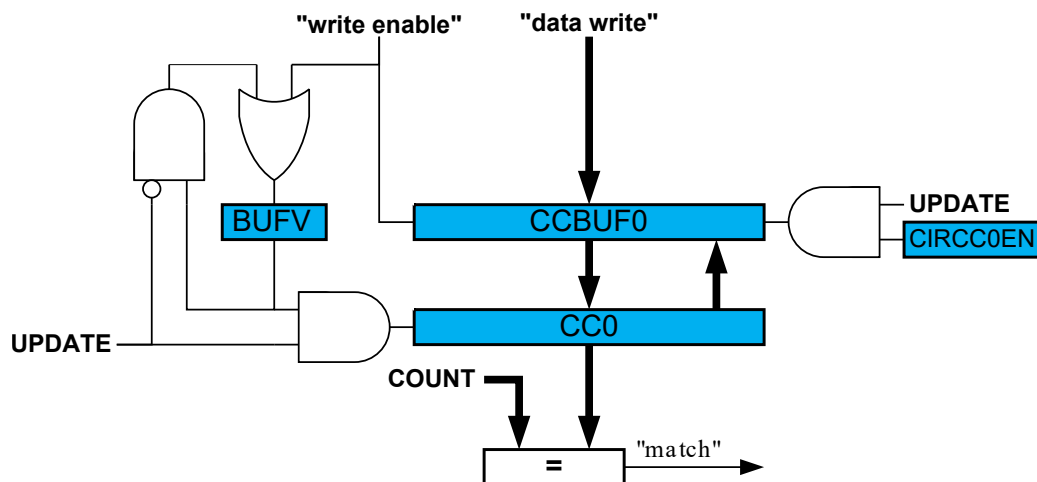 "write enable"
"data write"
BUFV
CCBUF0
UPDATE
CIRCC0EN
CC0
UPDATE
COUNT
"match"
=